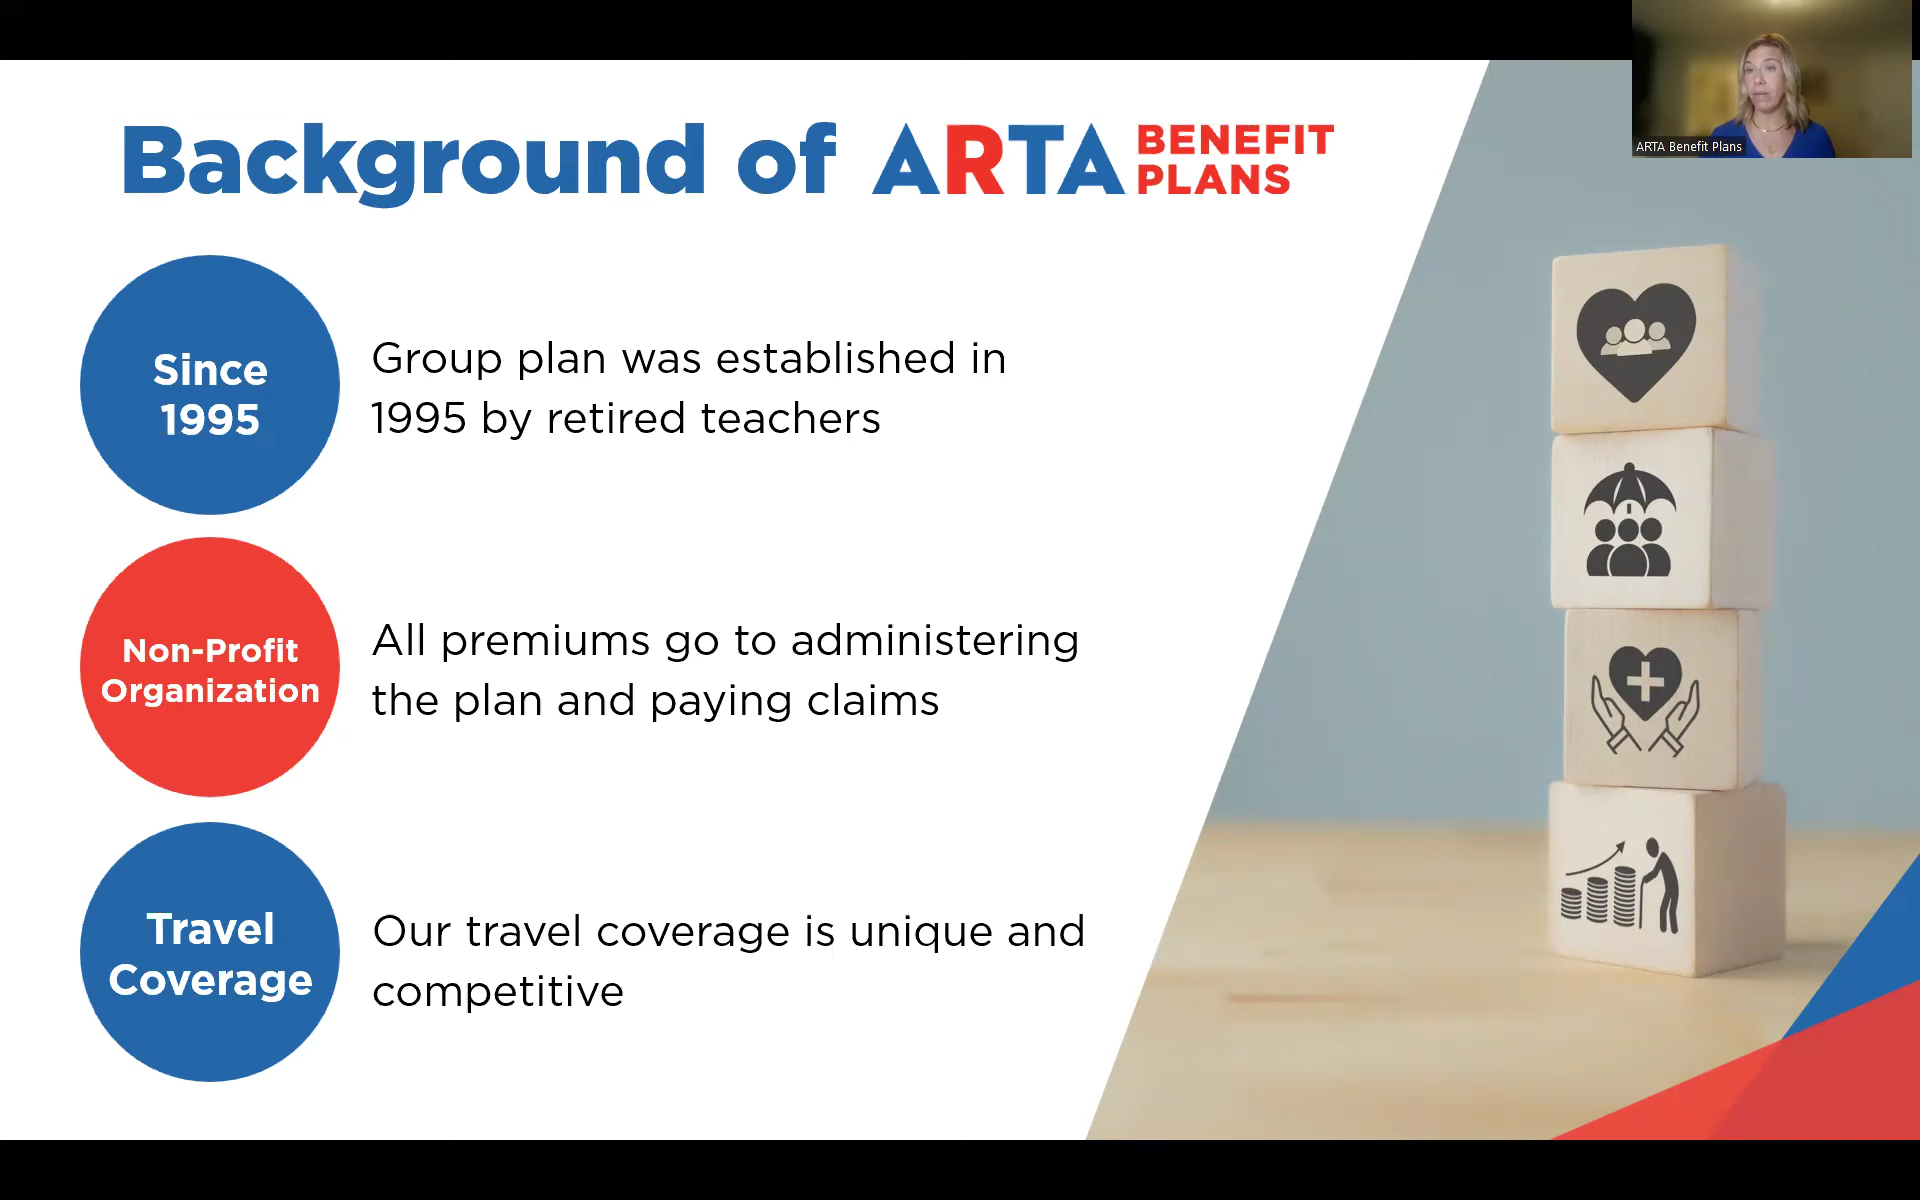 Background of ARTA BENEFIT PLANS
ARTA Benefit Plans
Since
1995
Group plan was established in
1995 by retired teachers
Non-Profit
Organization
All premiums go to administering
the plan and paying claims
Travel
Coverage
Our travel coverage is unique and
competitive